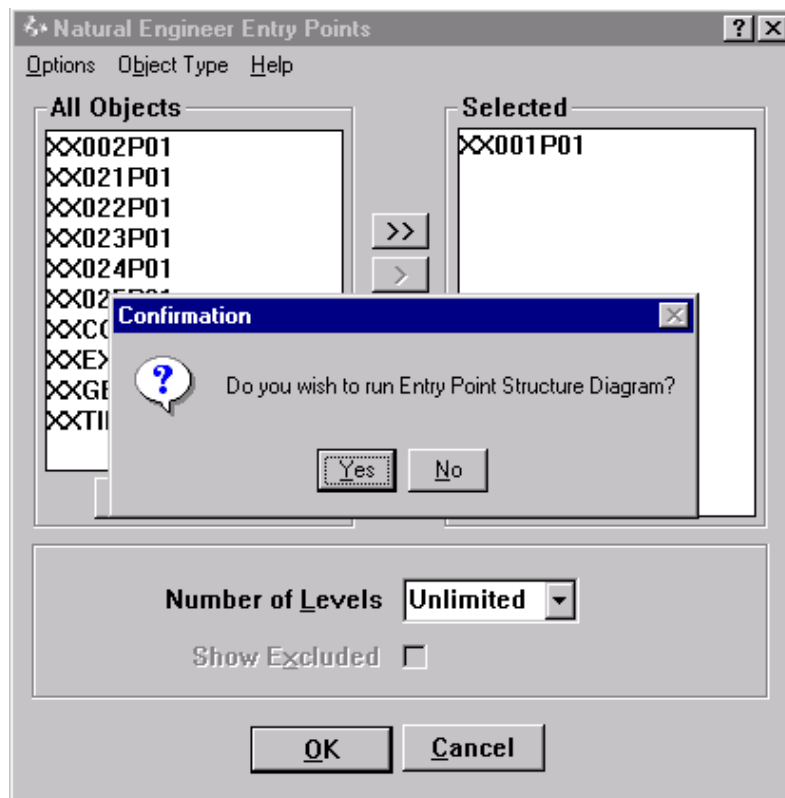 Natural Engineer Entry Points
Options Object Type Help
All Objects
XX002P01
XX021P01
XX022P01
XX023P01
XX024P01
Selected
XX001P01
>>
>
Confirmation
Do you wish to run Entry Point Structure Diagram?
Yes No
Number of Levels Unlimited
Show Excluded
OK Cancel